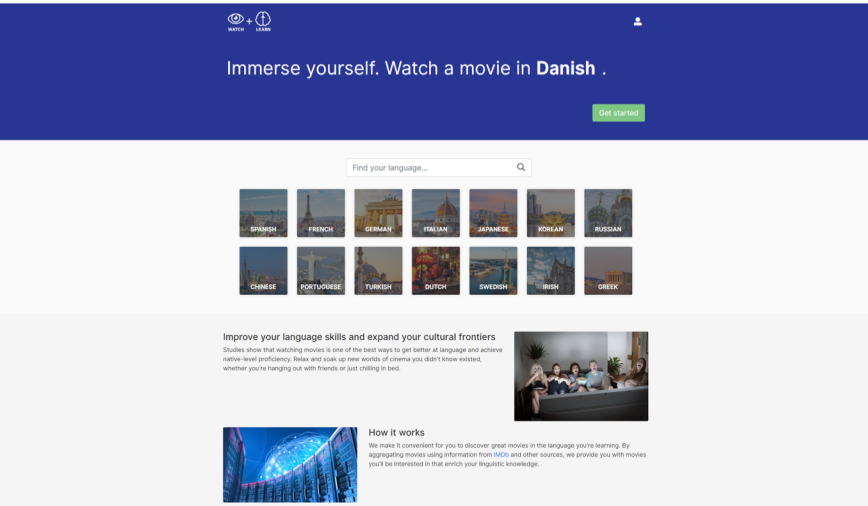 WATCH + LEARN
Immerse yourself. Watch a movie in Danish .
Get started
Find your language...
SPANISH FRENCH GERMAN ITALIAN JAPANESE KOREAN RUSSIAN
CHINESE PORTUGUESE TURKISH DUTCH SWEDISH IRISH GREEK
Improve your language skills and expand your cultural frontiers
Studies show that watching movies is one of the best ways to get better at language and achieve
native-level proficiency. Relax and soak up new worlds of cinema you didn't know existed,
whether you're hanging out with friends or just chilling in bed.
How it works
We make it convenient for you to discover great movies in the language you're learning. By
aggregating movies using information from IMDb and other sources, we provide you with movies
you'll be interested in that enrich your linguistic knowledge.